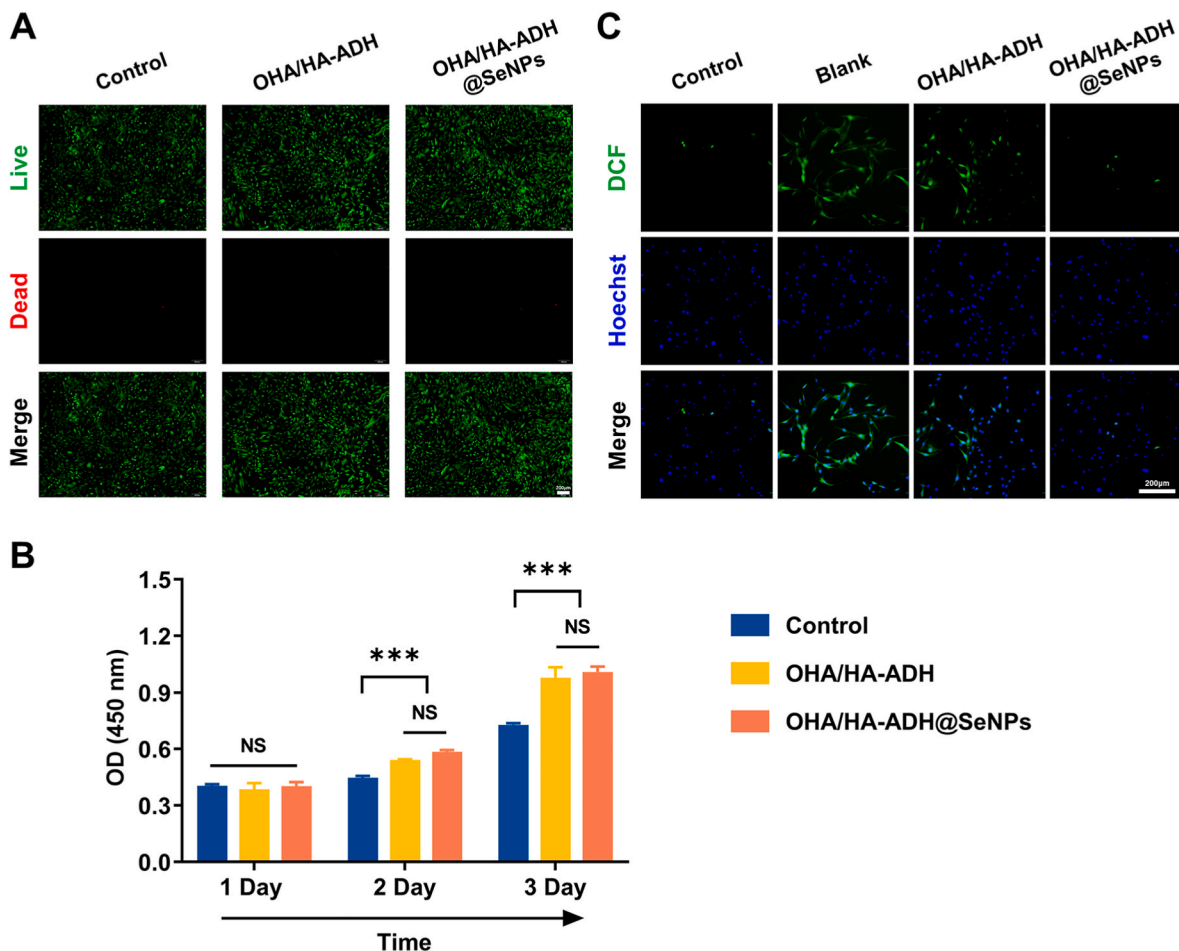 A
Control
OHA/HA-ADH
OHA/HA-ADH
@SeNPs
Live
Dead
Merge
200μm
C
Control
Blank
OHA/HA-ADH
OHA/HA-ADH
@SeNPs
DCF
Hoechst
Merge
200μm
B
OD (450 nm)
1.5
1.2
0.9
0.6
0.3
0.0
NS
***
NS
***
NS
1 Day
2 Day
3 Day
Time
Control
OHA/HA-ADH
OHA/HA-ADH@SeNPs